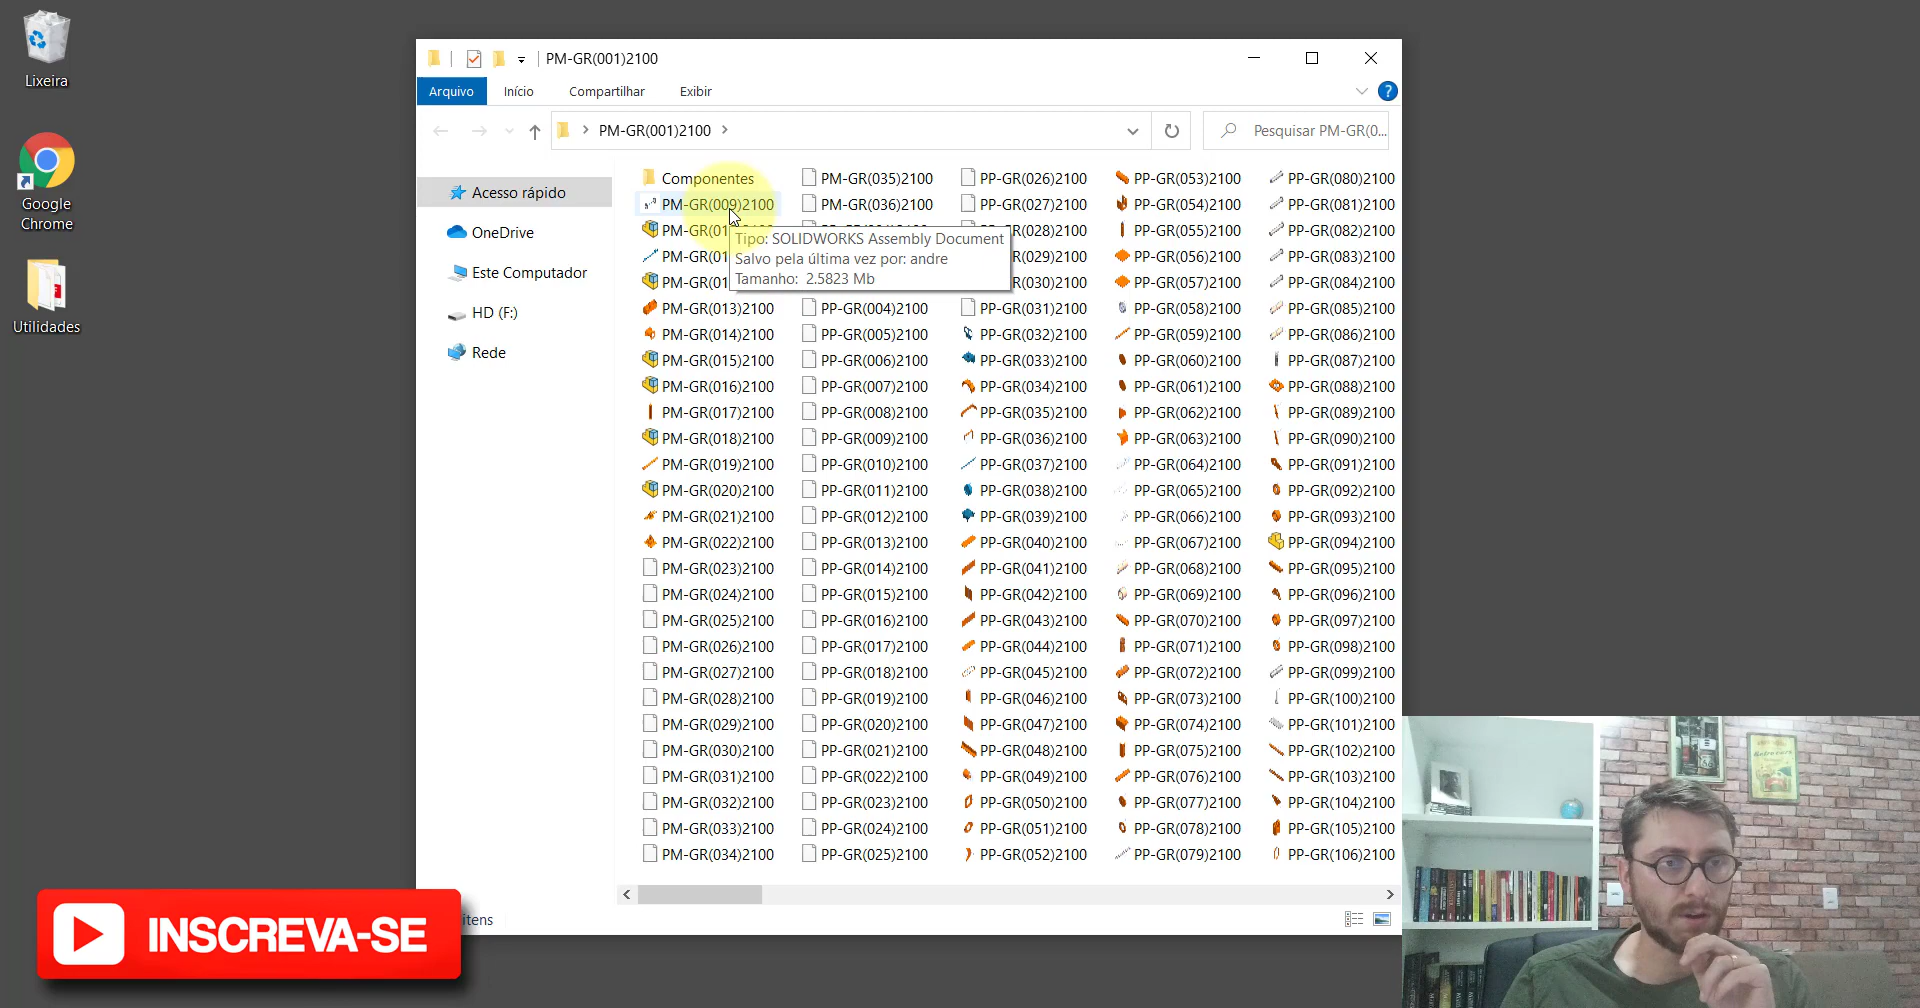 Lixeira
Google
Chrome
Utilidades
PM-GR(001)2100
Arquivo Início Compartilhar Exibir
PM-GR(001)2100
Pesquisar PM-GR(0...
Acesso rápido
OneDrive
Este Computador
HD (F:)
Rede
Componentes PM-GR(035)2100 PP-GR(026)2100 PP-GR(053)2100 PP-GR(080)2100
PM-GR(009)2100 PM-GR(036)2100 PP-GR(027)2100 PP-GR(054)2100 PP-GR(081)2100
PM-GR(01 GR(028)2100 PP-GR(055)2100 PP-GR(082)2100
PM-GR(01 GR(029)2100 PP-GR(056)2100 PP-GR(083)2100
PM-GR(01 GR(030)2100 PP-GR(057)2100 PP-GR(084)2100
Tipo: SOLIDWORKS Assembly Document
Salvo pela última vez por: andre
Tamanho: 2.5823 Mb
PM-GR(013)2100 PP-GR(004)2100 PP-GR(031)2100 PP-GR(058)2100 PP-GR(085)2100
PM-GR(014)2100 PP-GR(005)2100 PP-GR(032)2100 PP-GR(059)2100 PP-GR(086)2100
PM-GR(015)2100 PP-GR(006)2100 PP-GR(033)2100 PP-GR(060)2100 PP-GR(087)2100
PM-GR(016)2100 PP-GR(007)2100 PP-GR(034)2100 PP-GR(061)2100 PP-GR(088)2100
PM-GR(017)2100 PP-GR(008)2100 PP-GR(035)2100 PP-GR(062)2100 PP-GR(089)2100
PM-GR(018)2100 PP-GR(009)2100 PP-GR(036)2100 PP-GR(063)2100 PP-GR(090)2100
PM-GR(019)2100 PP-GR(010)2100 PP-GR(037)2100 PP-GR(064)2100 PP-GR(091)2100
PM-GR(020)2100 PP-GR(011)2100 PP-GR(038)2100 PP-GR(065)2100 PP-GR(092)2100
PM-GR(021)2100 PP-GR(012)2100 PP-GR(039)2100 PP-GR(066)2100 PP-GR(093)2100
PM-GR(022)2100 PP-GR(013)2100 PP-GR(040)2100 PP-GR(067)2100 PP-GR(094)2100
PM-GR(023)2100 PP-GR(014)2100 PP-GR(041)2100 PP-GR(068)2100 PP-GR(095)2100
PM-GR(024)2100 PP-GR(015)2100 PP-GR(042)2100 PP-GR(069)2100 PP-GR(096)2100
PM-GR(025)2100 PP-GR(016)2100 PP-GR(043)2100 PP-GR(070)2100 PP-GR(097)2100
PM-GR(026)2100 PP-GR(017)2100 PP-GR(044)2100 PP-GR(071)2100 PP-GR(098)2100
PM-GR(027)2100 PP-GR(018)2100 PP-GR(045)2100 PP-GR(072)2100 PP-GR(099)2100
PM-GR(028)2100 PP-GR(019)2100 PP-GR(046)2100 PP-GR(073)2100 PP-GR(100)2100
PM-GR(029)2100 PP-GR(020)2100 PP-GR(047)2100 PP-GR(074)2100 PP-GR(101)2100
PM-GR(030)2100 PP-GR(021)2100 PP-GR(048)2100 PP-GR(075)2100 PP-GR(102)2100
PM-GR(031)2100 PP-GR(022)2100 PP-GR(049)2100 PP-GR(076)2100 PP-GR(103)2100
PM-GR(032)2100 PP-GR(023)2100 PP-GR(050)2100 PP-GR(077)2100 PP-GR(104)2100
PM-GR(033)2100 PP-GR(024)2100 PP-GR(051)2100 PP-GR(078)2100 PP-GR(105)2100
PM-GR(034)2100 PP-GR(025)2100 PP-GR(052)2100 PP-GR(079)2100 PP-GR(106)2100
itens
INSCREVA-SE